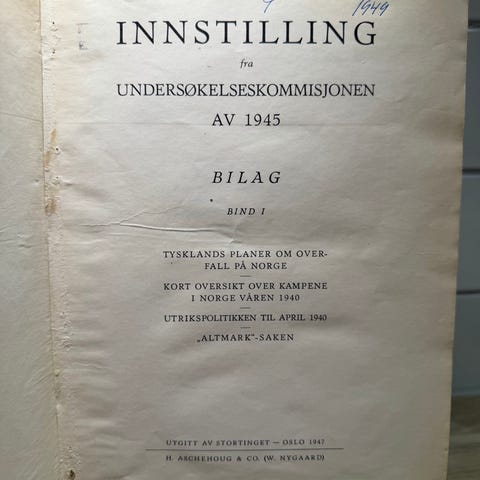 1949
INNSTILLING
fra
UNDERSØKELSESKOMMISJONEN
AV 1945
BILAG
BIND I
TYSKLANDS PLANER OM OVER-
FALL PÅ NORGE
KORT OVERSIKT OVER KAMPENE
I NORGE VÅREN 1940
UTRIKSPOLITIKKEN TIL APRIL 1940
„ALTMARK“-SAKEN
UTGITT AV STORTINGET — OSLO 1947
H. ASCHEHOUG & CO. (W. NYGAARD)